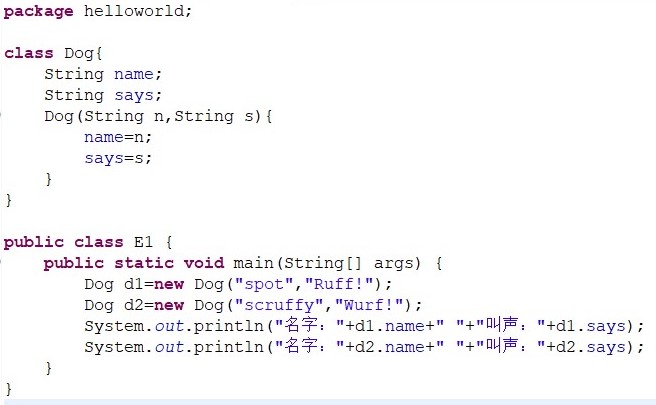 package helloworld;
class Dog{
    String name;
    String says;
    Dog(String n,String s){
        name=n;
        says=s;
    }
}
public class E1 {
    public static void main(String[] args) {
        Dog d1=new Dog("spot","Ruff!");
        Dog d2=new Dog("scruffy","Wurf!");
        System.out.println("名字："+d1.name+" "+"叫声："+d1.says);
        System.out.println("名字："+d2.name+" "+"叫声："+d2.says);
    }
}